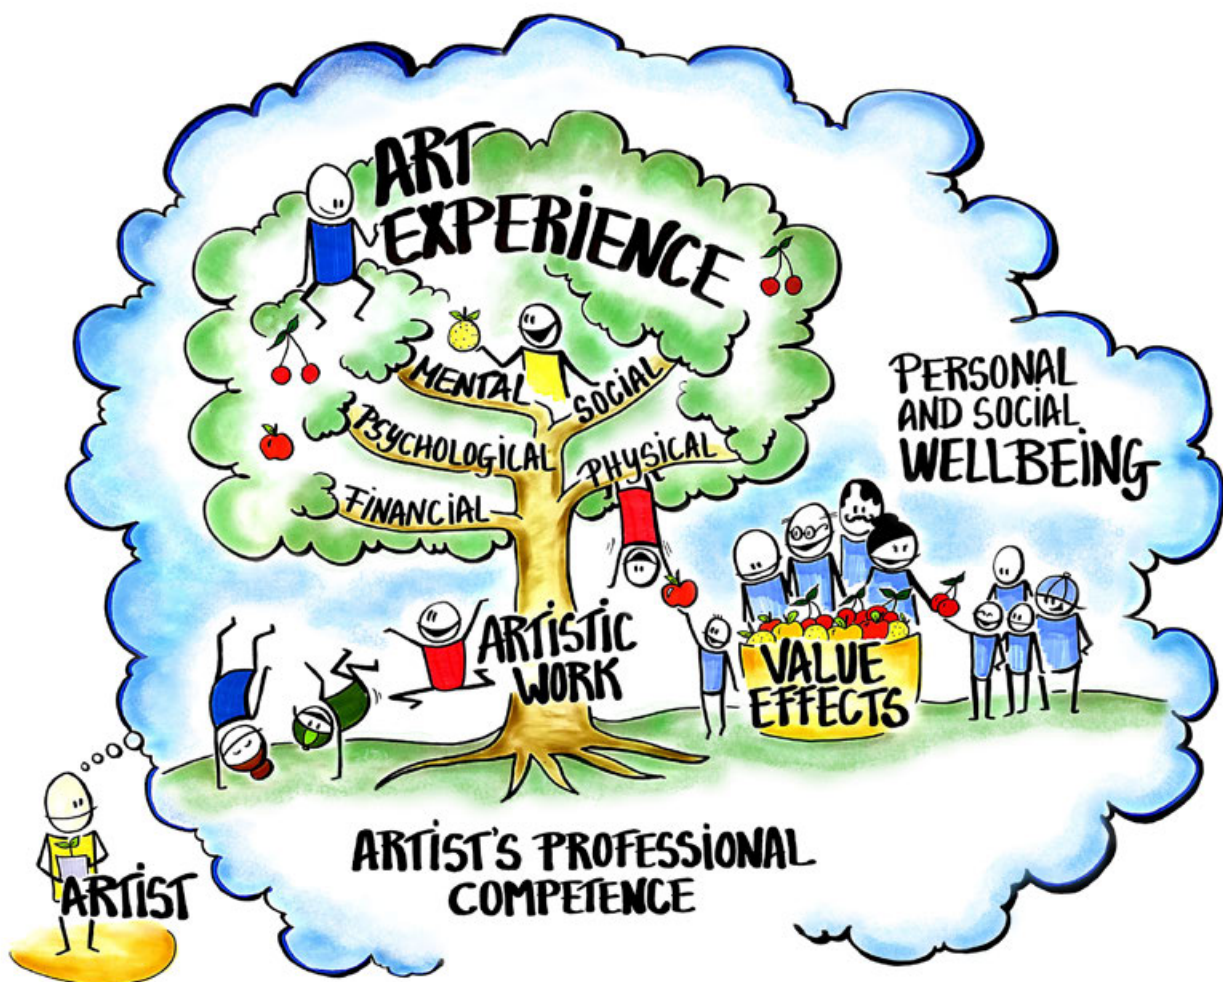 ART
EXPERIENCE
MENTAL
SOCIAL
PSYCHOLOGICAL
PHYSICAL
FINANCIAL
PERSONAL
AND SOCIAL
WELLBEING
ARTISTIC
WORK
VALUE
EFFECTS
ARTIST'S PROFESSIONAL
COMPETENCE
ARTIST